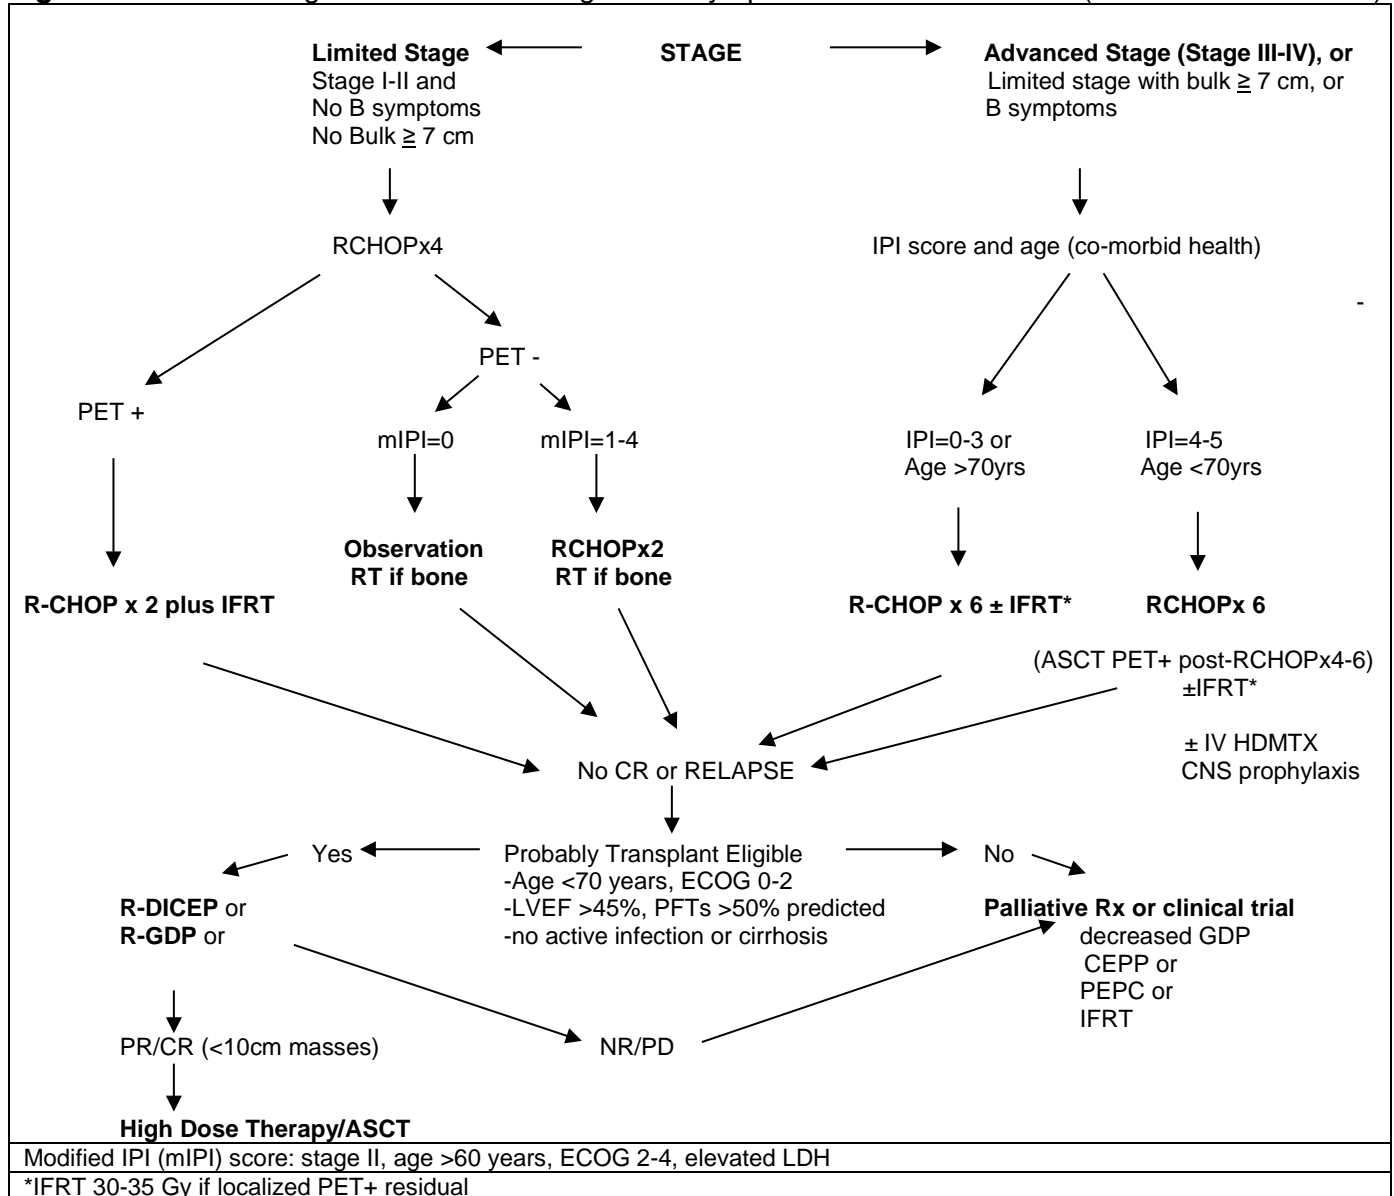 Limited Stage
STAGE
Advanced Stage (Stage III-IV), or
Stage I-II and
No B symptoms
No Bulk ≥ 7 cm
Limited stage with bulk ≥ 7 cm, or
B symptoms
RCHOPx4
IPI score and age (co-morbid health)
-
PET -
PET +
mIPI=0
mIPI=1-4
IPI=0-3 or
Age >70yrs
IPI=4-5
Age <70yrs
Observation
RT if bone
RCHOPx2
RT if bone
R-CHOP x 2 plus IFRT
R-CHOP x 6 ± IFRT*
RCHOPx 6
(ASCT PET+ post-RCHOPx4-6)
±IFRT*
± IV HDMTX
CNS prophylaxis
No CR or RELAPSE
Yes
Probably Transplant Eligible
-Age <70 years, ECOG 0-2
-LVEF >45%, PFTs >50% predicted
-no active infection or cirrhosis
No
R-DICEP or
R-GDP or
Palliative Rx or clinical trial
decreased GDP
CEPP or
PEPC or
IFRT
PR/CR (<10cm masses)
NR/PD
High Dose Therapy/ASCT
Modified IPI (mIPI) score: stage II, age >60 years, ECOG 2-4, elevated LDH
*IFRT 30-35 Gy if localized PET+ residual